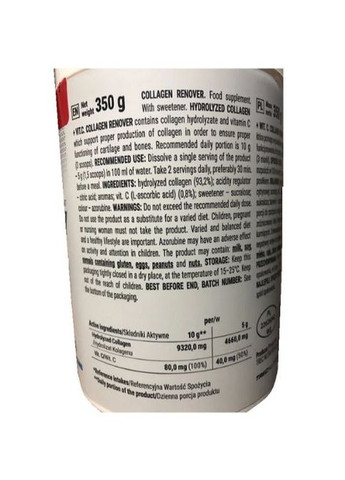 EN Net weight 350 g
COLLAGEN RENOVER. Food supplement.
With sweetener. HYDROLYZED COLLAGEN
+ VIT.C. COLLAGEN RENOVER contains collagen hydrolyzate and vitamin C
which support proper production of collagen in order to ensure proper
functioning of cartilage and bones. Recommended daily portion is 10 g
(3 scoops). RECOMMENDED USE: Dissolve a single serving of the product
– 5 g (1,5 scoops) in 100 ml of water. Take 2 servings daily, preferably 30 min.
before a meal. INGREDIENTS: hydrolyzed collagen (93,2%); acidity regulator
– citric acid; aromas; vit. C (L-ascorbic acid) (0,8%); sweetener – sucralose;
colour – azorubine. WARNINGS: Do not exceed the recommended daily dose.
Do not use the product as a substitute for a varied diet. Children, pregnant
or nursing woman must not take the product. Varied and balanced diet
and a healthy lifestyle are important. Azorubine may have an adverse effect
on activity and attention in children. The product may contain: milk, soy,
cereals containing gluten, eggs, peanuts and nuts. STORAGE: Keep this
packaging tightly closed in a dry place, at the temperature of 15–25°C. Keep
out of the reach of children. BEST BEFORE END, BATCH NUMBER: See
the bottom of the packaging.
PL
+ WIT. C.
per/w
Active ingredients/Składniki Aktywne 10 g** 5 g
Hydrolyzed Collagen
/Hydrolizat Kolagenu 9320,0 mg 4660,0 mg
Vit. C/Wit. C 80,0 mg (100%) 40,0 mg (50%)
*Reference intakes/Referencyjna Wartość Spożycia
**Daily portion of the product/Dzienna porcja produktu